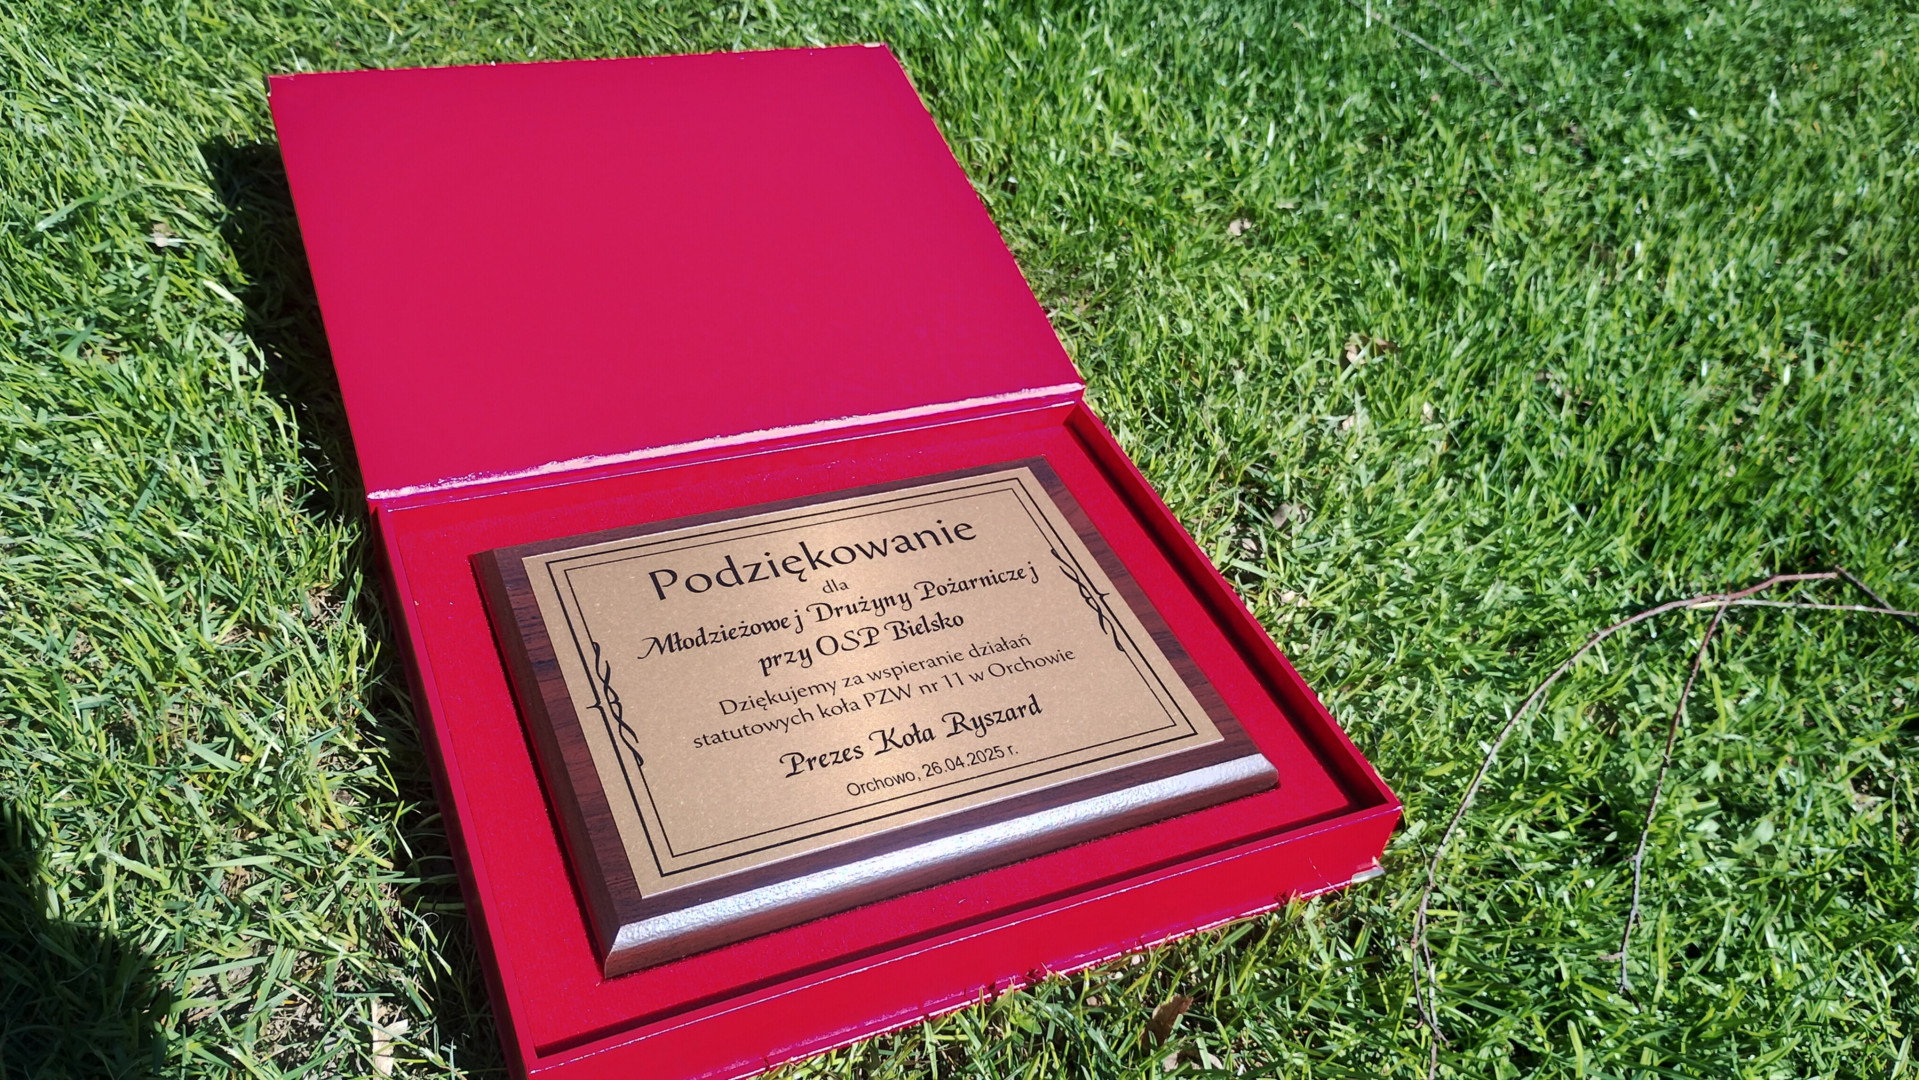 Podziękowanie
dla
Młodzieżowej Drużyny Pożarniczej
przy OSP Bielsko
Dziękujemy za wspieranie działań
statutowych koła PZW nr 11 w Orchowie
Prezes Koła Ryszard
Orchowo, 26.04.2025 r.